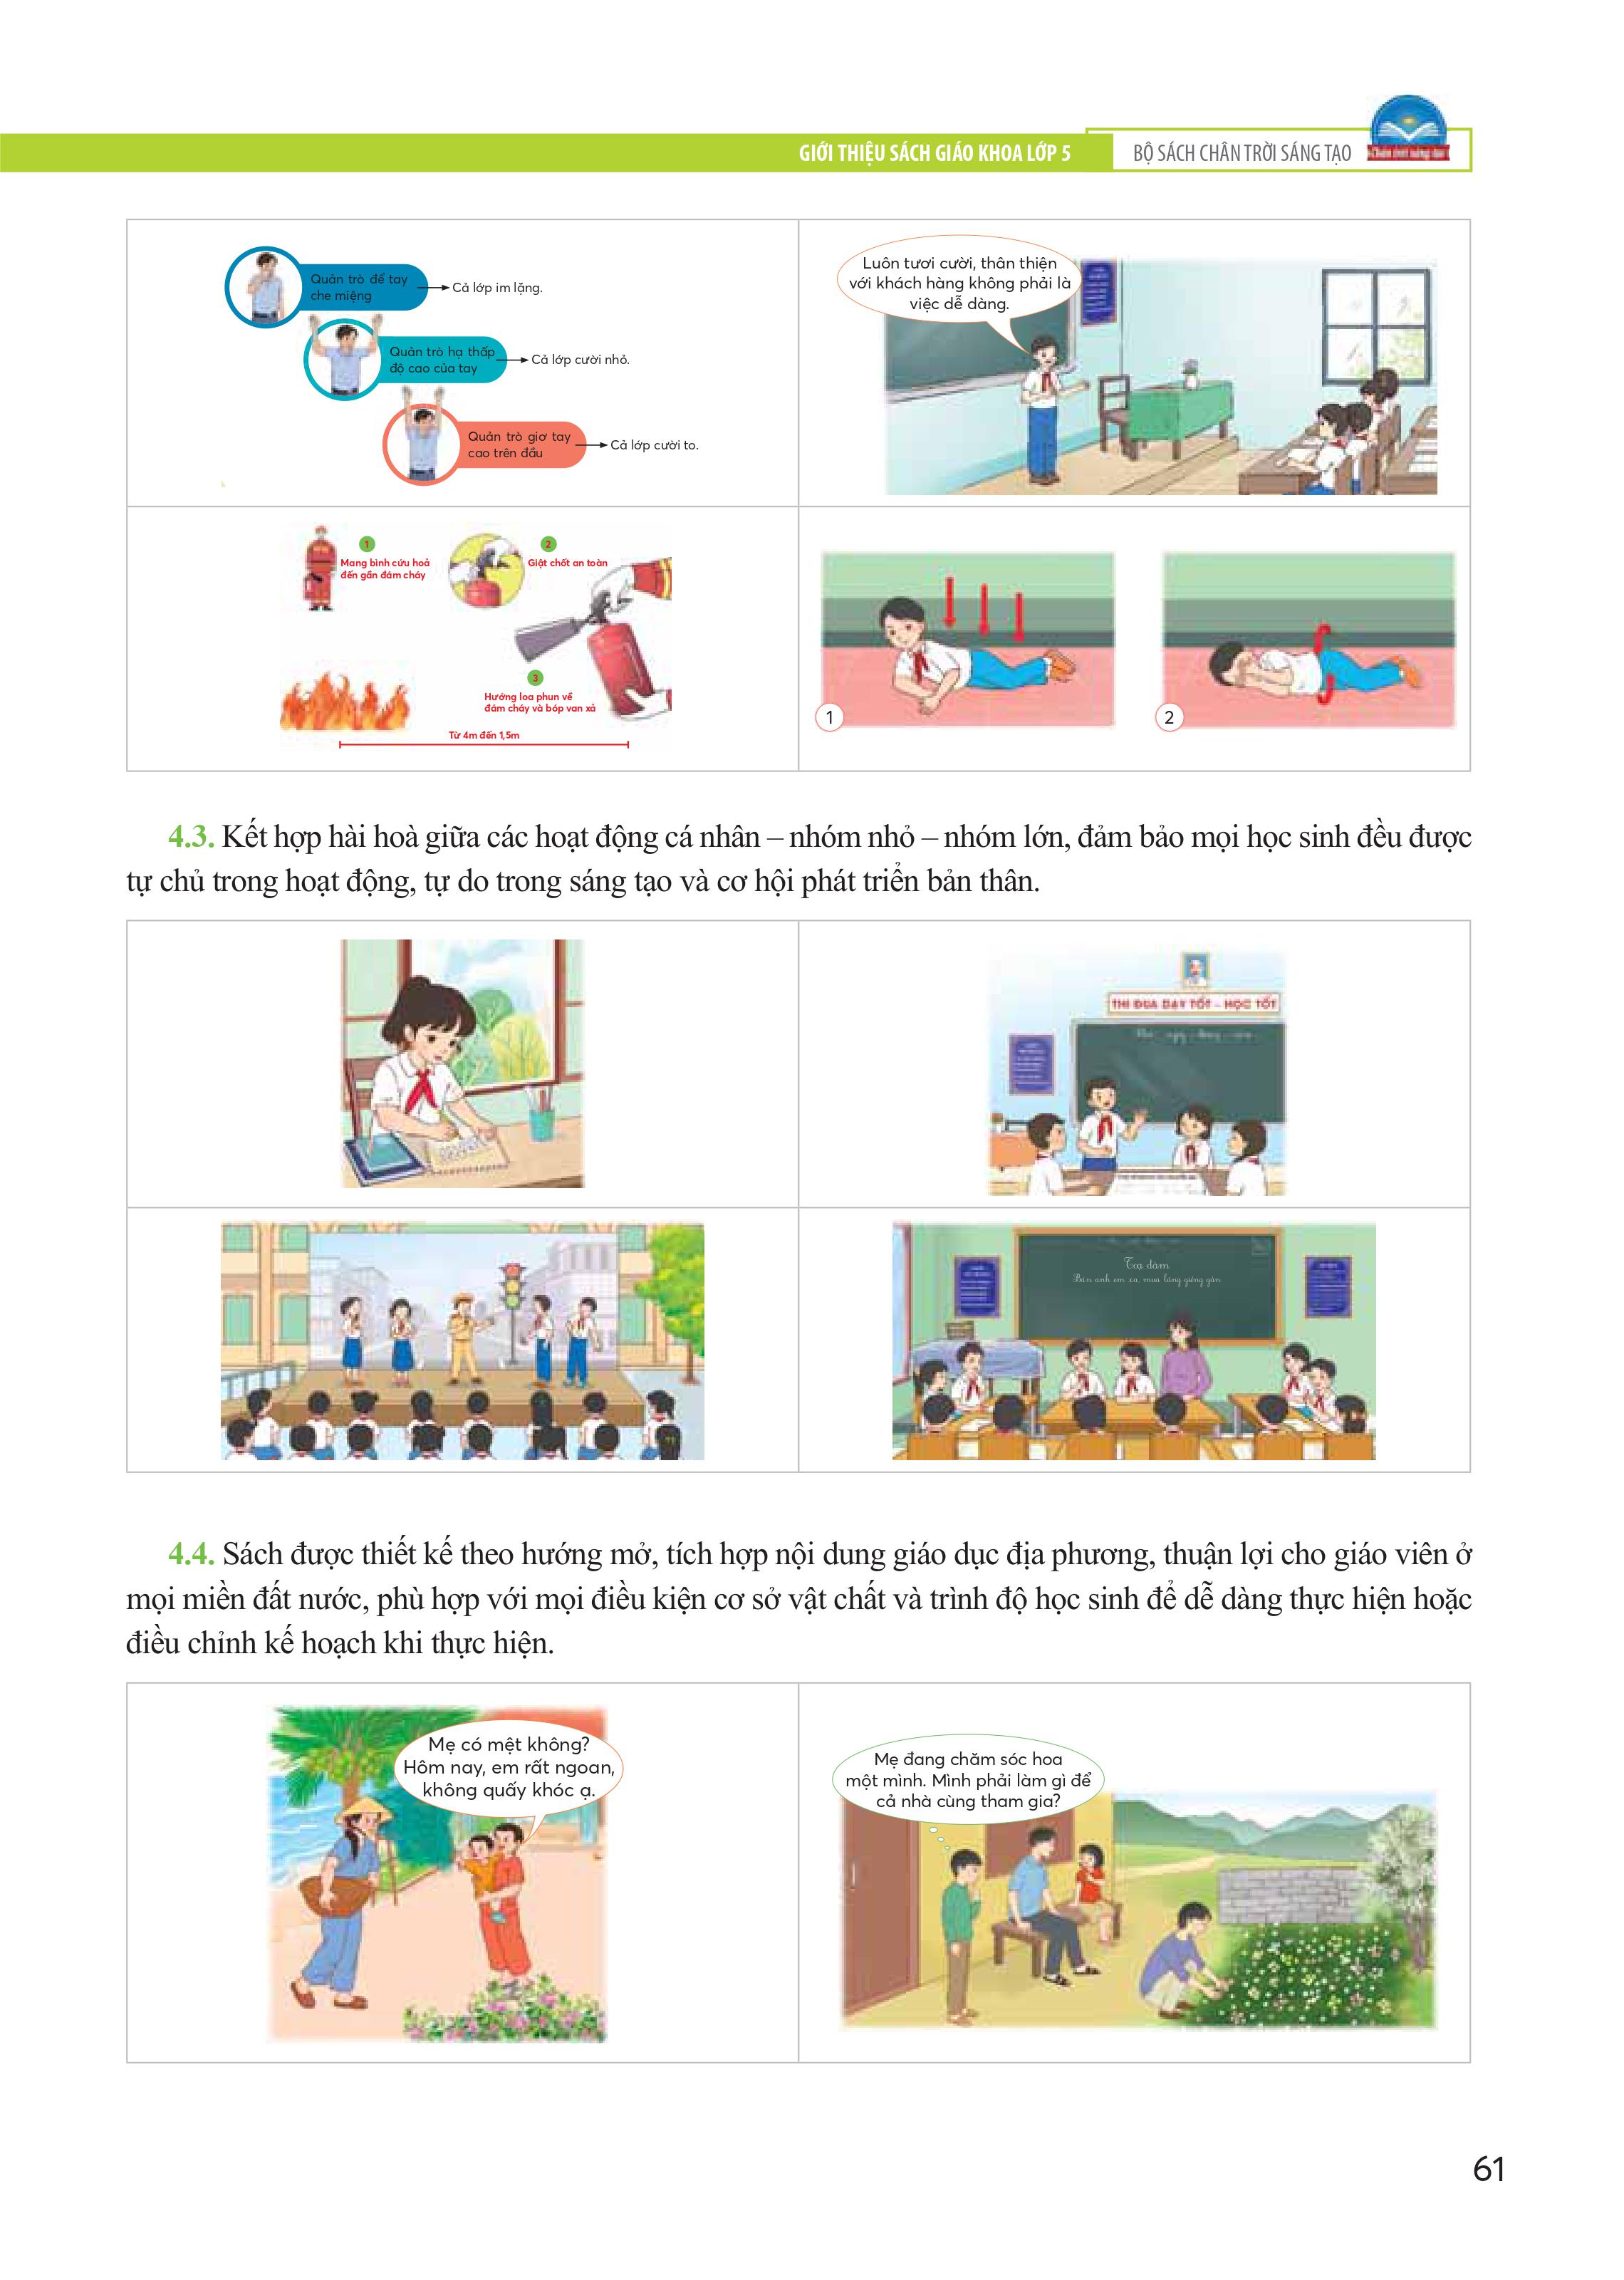 GIỚI THIỆU SÁCH GIÁO KHOA LỚP 5
BỘ SÁCH CHÂN TRỜI SÁNG TẠO
Quản trò để tay
che miệng
Cả lớp im lặng.
Quản trò hạ thấp
độ cao của tay
Cả lớp cười nhỏ.
Quản trò giơ tay
cao trên đầu
Cả lớp cười to.
Luôn tươi cười, thân thiện
với khách hàng không phải là
việc dễ dàng.
1
Mang bình cứu hoả
đến gần đám cháy
2
Giật chốt an toàn
3
Hướng loa phun về
đám cháy và bóp van xả
Từ 4m đến 1,5m
1
2
4.3. Kết hợp hài hoà giữa các hoạt động cá nhân – nhóm nhỏ – nhóm lớn, đảm bảo mọi học sinh đều được
tự chủ trong hoạt động, tự do trong sáng tạo và cơ hội phát triển bản thân.
THI ĐUA DẠY TỐT - HỌC TỐT
Toạ đàm
Bán anh em xa, mua láng giềng gần
4.4. Sách được thiết kế theo hướng mở, tích hợp nội dung giáo dục địa phương, thuận lợi cho giáo viên ở
mọi miền đất nước, phù hợp với mọi điều kiện cơ sở vật chất và trình độ học sinh để dễ dàng thực hiện hoặc
điều chỉnh kế hoạch khi thực hiện.
Mẹ có mệt không?
Hôm nay, em rất ngoan,
không quấy khóc ạ.
Mẹ đang chăm sóc hoa
một mình. Mình phải làm gì để
cả nhà cùng tham gia?
61